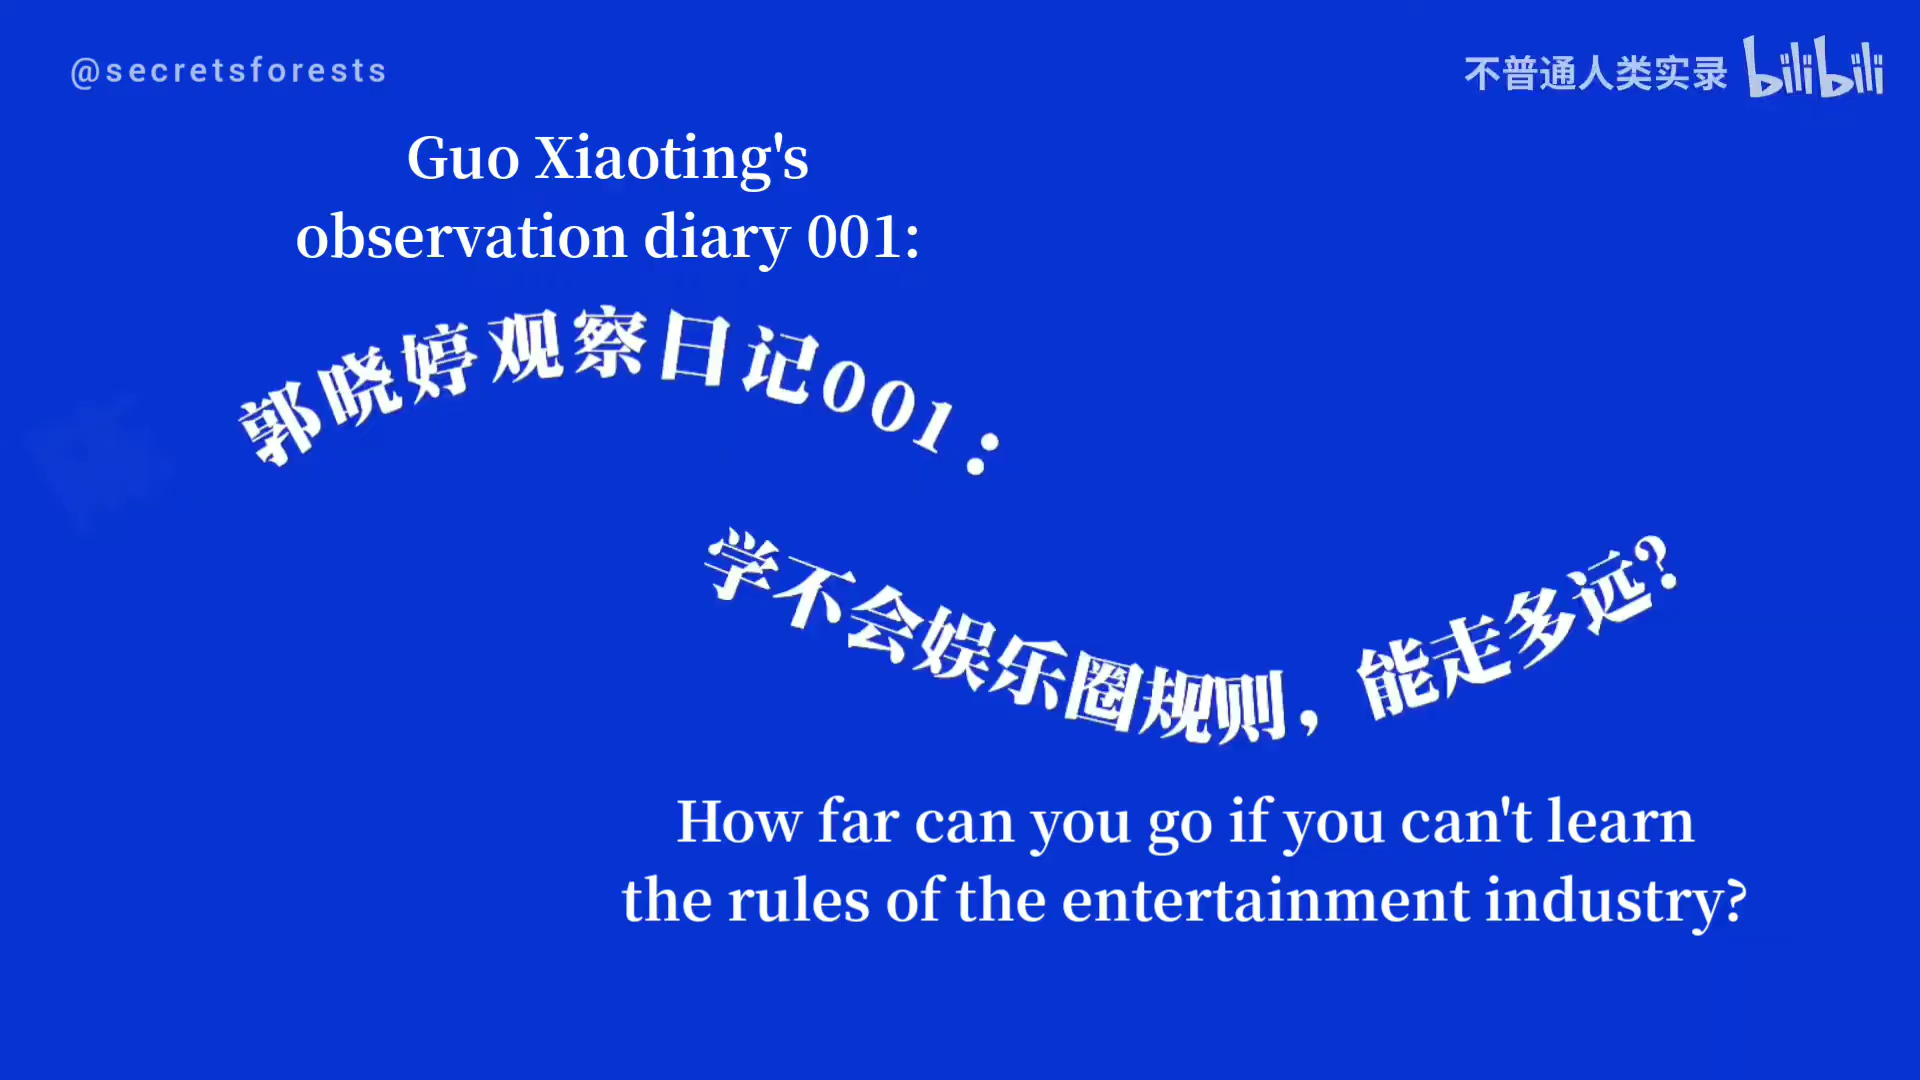 @secretsforests
不普通人类实录 bilibili
Guo Xiaoting's
observation diary 001:
郭晓婷观察日记001：
学不会娱乐圈规则，能走多远？
How far can you go if you can't learn
the rules of the entertainment industry?